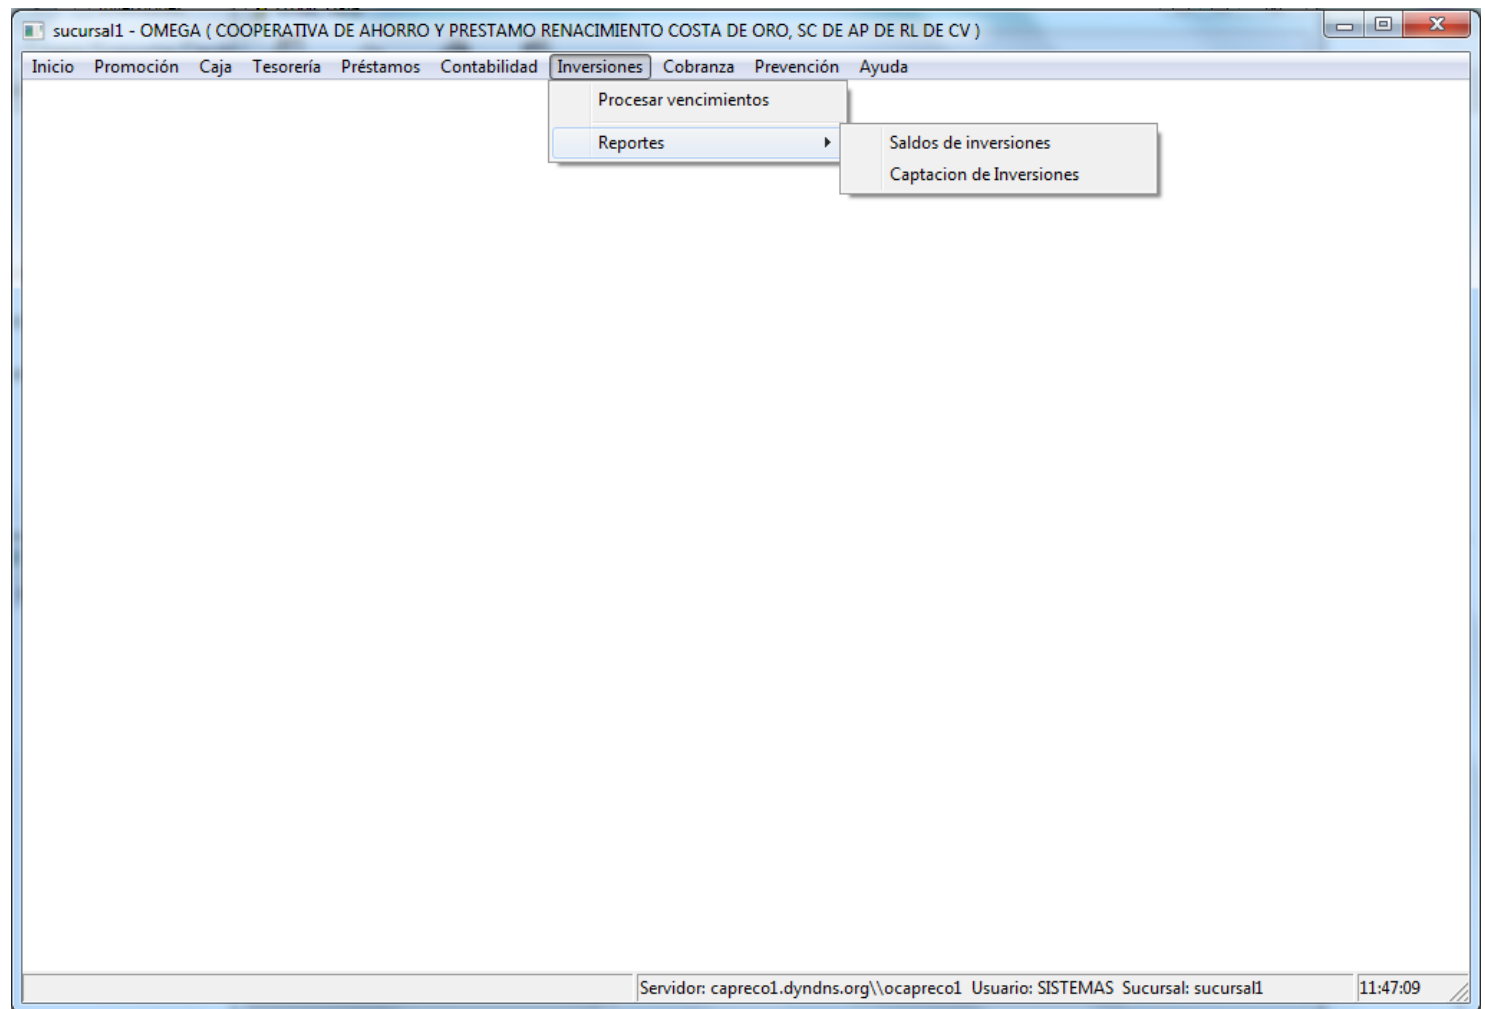 sucursal1 - OMEGA ( COOPERATIVA DE AHORRO Y PRESTAMO RENACIMIENTO COSTA DE ORO, SC DE AP DE RL DE CV )
Inicio Promoción Caja Tesorería Préstamos Contabilidad Inversiones Cobranza Prevención Ayuda
Procesar vencimientos
Reportes
Saldos de inversiones
Captacion de Inversiones
Servidor: capreco1.dyndns.org\\ocapreco1 Usuario: SISTEMAS Sucursal: sucursal1 11:47:09